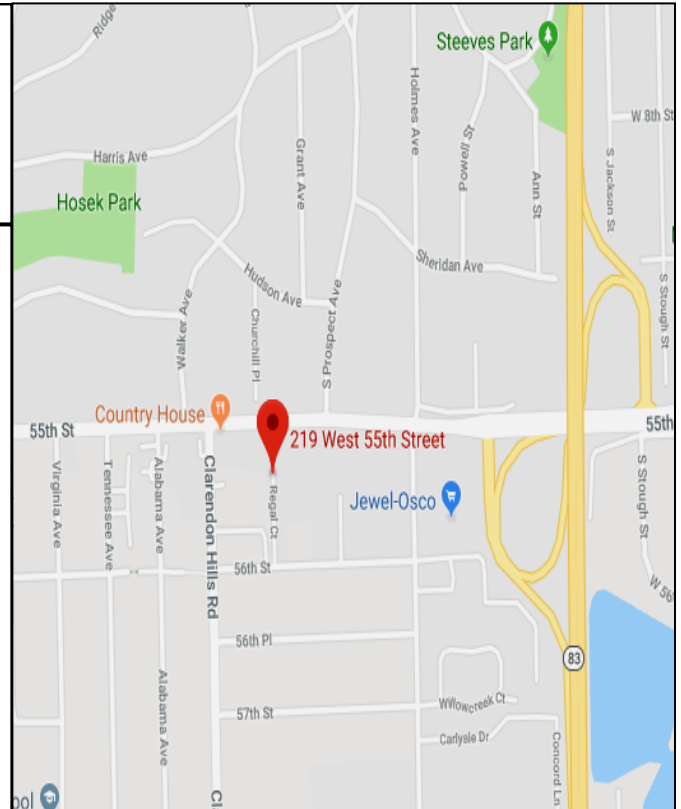 Ridge
Steeves Park
Holmes Ave
Powell St
W 8th St
Harris Ave
Grant Ave
Ann St
S Jackson St
Hosek Park
Sheridan Ave
Hudson Ave
S Stough St
Walker Ave
Churchill Pl
S Prospect Ave
Country House
55th St
219 West 55th Street
55th
Virginia Ave
Tennessee Ave
Alabama Ave
Clarendon Hills Rd
Regal Ct
Jewel-Osco
S Stough St
56th St
W 56
56th Pl
83
Alabama Ave
57th St
Willowcreek Ct
Carlysle Dr
Concord Ln
Cl
ool